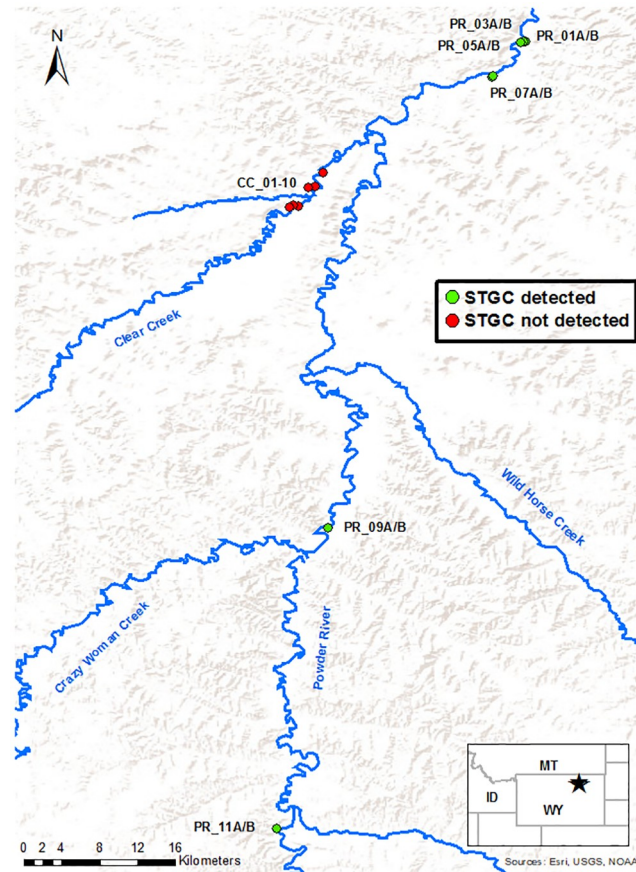 N
PR_03A/B
PR_01A/B
PR_05A/B
PR_07A/B
CC_01-10
STGC detected
STGC not detected
Clear Creek
Wild Horse Creek
PR_09A/B
Crazy Woman Creek
Powder River
MT
ID
WY
PR_11A/B
0 2 4 8 12 16
Kilometers
Sources: Esri, USGS, NOAA